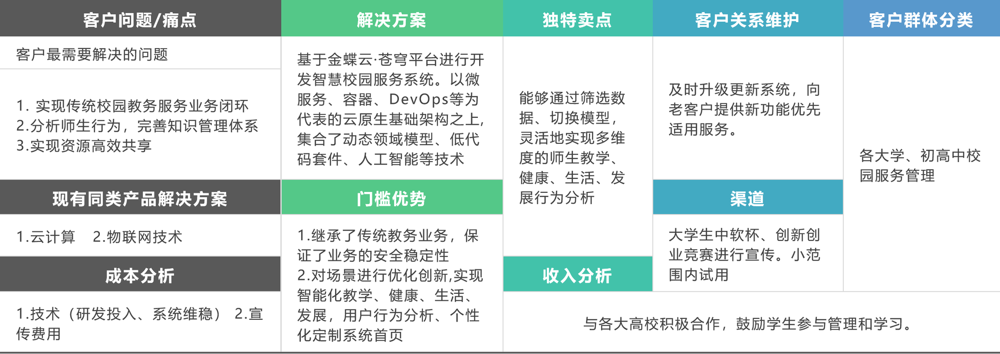 客户问题/痛点
客户最需要解决的问题
1. 实现传统校园教务服务业务闭环
2.分析师生行为，完善知识管理体系
3.实现资源高效共享
现有同类产品解决方案
1.云计算 2.物联网技术
成本分析
1.技术（研发投入、系统维稳） 2.宣
传费用
解决方案
基于金蝶云·苍穹平台进行开
发智慧校园服务系统。以微
服务、容器、DevOps等为
代表的云原生基础架构之上,
集合了动态领域模型、低代
码套件、人工智能等技术
门槛优势
1.继承了传统教务业务，保
证了业务的安全稳定性
2.对场景进行优化创新,实现
智能化教学、健康、生活、
发展，用户行为分析、个性
化定制系统首页
独特卖点
能够通过筛选数
据、切换模型，
灵活地实现多维
度的师生教学、
健康、生活、发
展行为分析
收入分析
与各大高校积极合作，鼓励学生参与管理和学习。
客户关系维护
及时升级更新系统，向
老客户提供新功能优先
适用服务。
渠道
大学生中软杯、创新创
业竞赛进行宣传。小范
围内试用
客户群体分类
各大学、初高中校
园服务管理